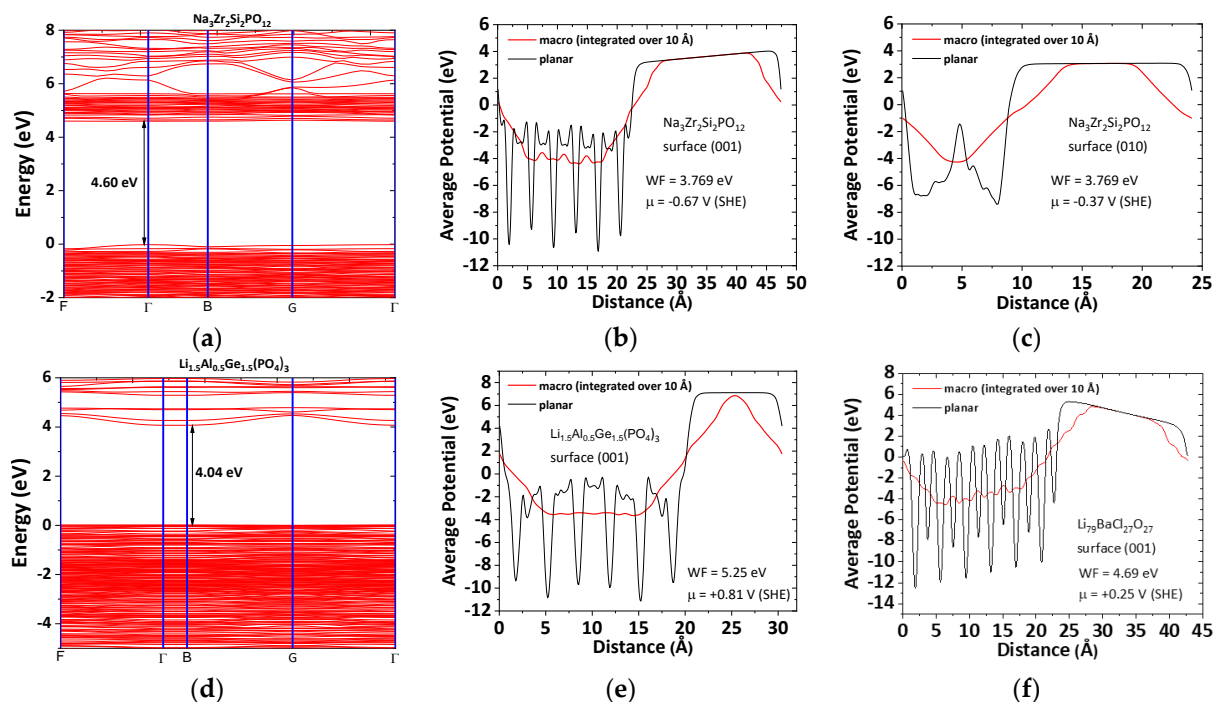 Na₃Zr₂Si₂PO₁₂
Energy (eV)
8
6
4
2
0
-2
4.60 eV
F Γ B G Γ
(a)
Average Potential (eV)
6
4
2
0
-2
-4
-6
-8
-10
-12
macro (integrated over 10 Å)
planar
Na₃Zr₂Si₂PO₁₂
surface (001)
WF = 3.769 eV
μ = -0.67 V (SHE)
0 5 10 15 20 25 30 35 40 45 50
Distance (Å)
(b)
Average Potential (eV)
6
4
2
0
-2
-4
-6
-8
-10
-12
macro (integrated over 10 Å)
planar
Na₃Zr₂Si₂PO₁₂
surface (010)
WF = 3.769 eV
μ = -0.37 V (SHE)
0 5 10 15 20 25
Distance (Å)
(c)
Li₁.₅Al₀.₅Ge₁.₅(PO₄)₃
Energy (eV)
6
4
2
0
-2
-4
4.04 eV
F Γ B G Γ
(d)
Average Potential (eV)
8
6
4
2
0
-2
-4
-6
-8
-10
-12
macro (integrated over 10 Å)
planar
Li₁.₅Al₀.₅Ge₁.₅(PO₄)₃
surface (001)
WF = 5.25 eV
μ = +0.81 V (SHE)
0 5 10 15 20 25 30
Distance (Å)
(e)
Average Potential (eV)
8
6
4
2
0
-2
-4
-6
-8
-10
-12
-14
macro (integrated over 10 Å)
planar
Li₇₉BaCl₂₇O₂₇
surface (001)
WF = 4.69 eV
μ = +0.25 V (SHE)
0 5 10 15 20 25 30 35 40 45
Distance (Å)
(f)